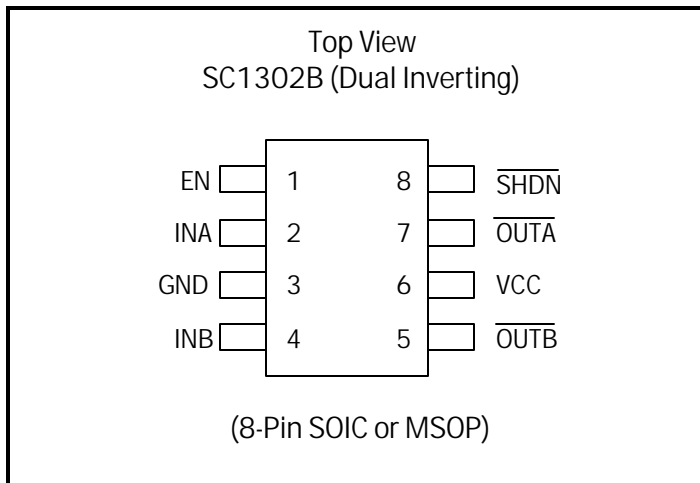 Top View
SC1302B (Dual Inverting)
EN 1 8 SHDN
INA 2 7 OUTA
GND 3 6 VCC
INB 4 5 OUTB
(8-Pin SOIC or MSOP)